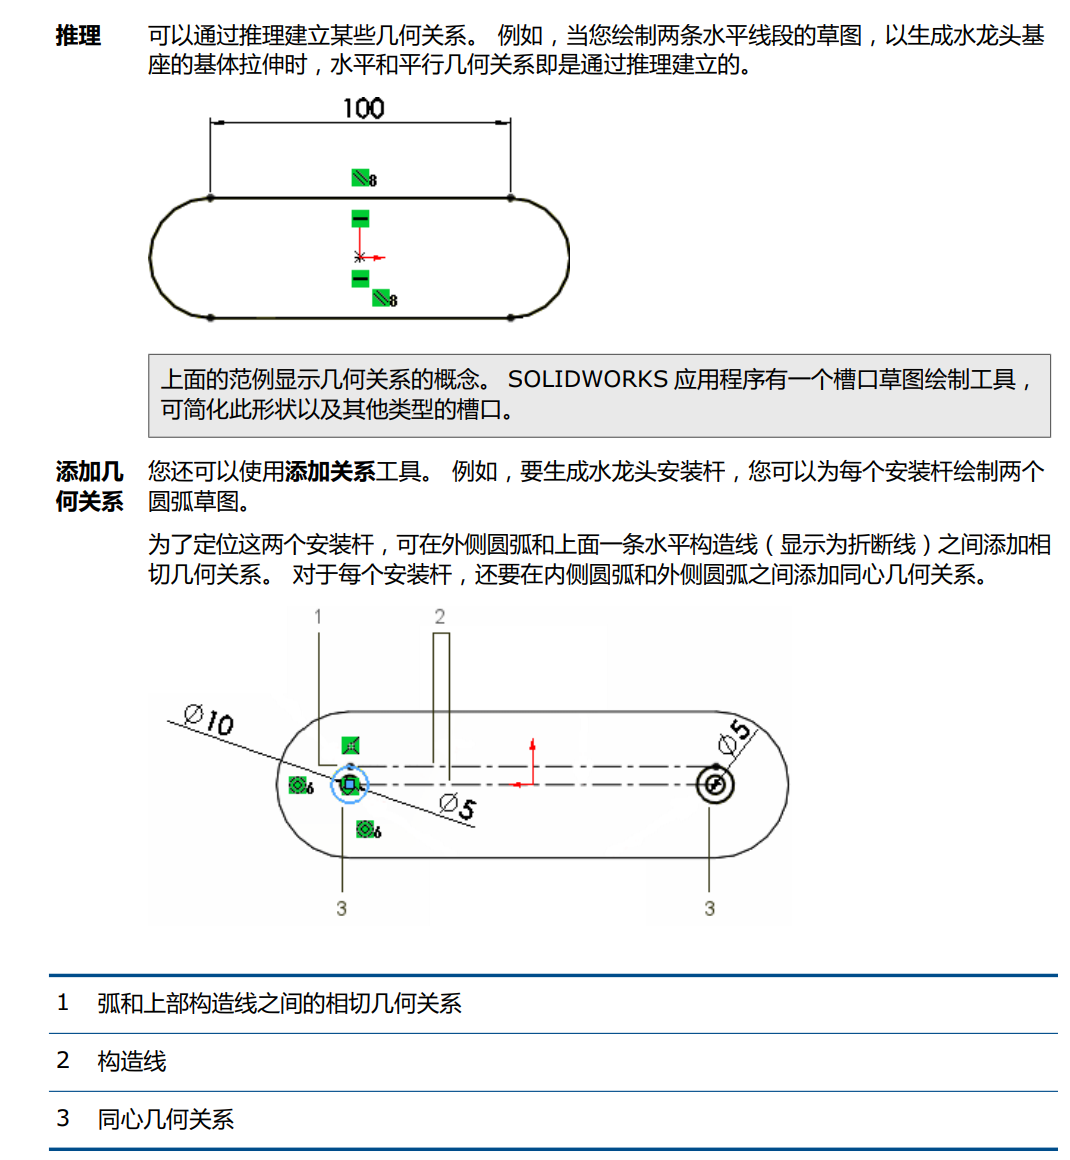 推理
可以通过推理建立某些几何关系。 例如，当您绘制两条水平线段的草图，以生成水龙头基
座的基体拉伸时，水平和平行几何关系即是通过推理建立的。
100
8
8
上面的范例显示几何关系的概念。 SOLIDWORKS 应用程序有一个槽口草图绘制工具，
可简化此形状以及其他类型的槽口。
添加几
何关系
您还可以使用添加关系工具。 例如，要生成水龙头安装杆，您可以为每个安装杆绘制两个
圆弧草图。
为了定位这两个安装杆，可在外侧圆弧和上面一条水平构造线（显示为折断线）之间添加相
切几何关系。 对于每个安装杆，还要在内侧圆弧和外侧圆弧之间添加同心几何关系。
1
2
∅10
∅5
6
∅5
6
3
3
1 弧和上部构造线之间的相切几何关系
2 构造线
3 同心几何关系